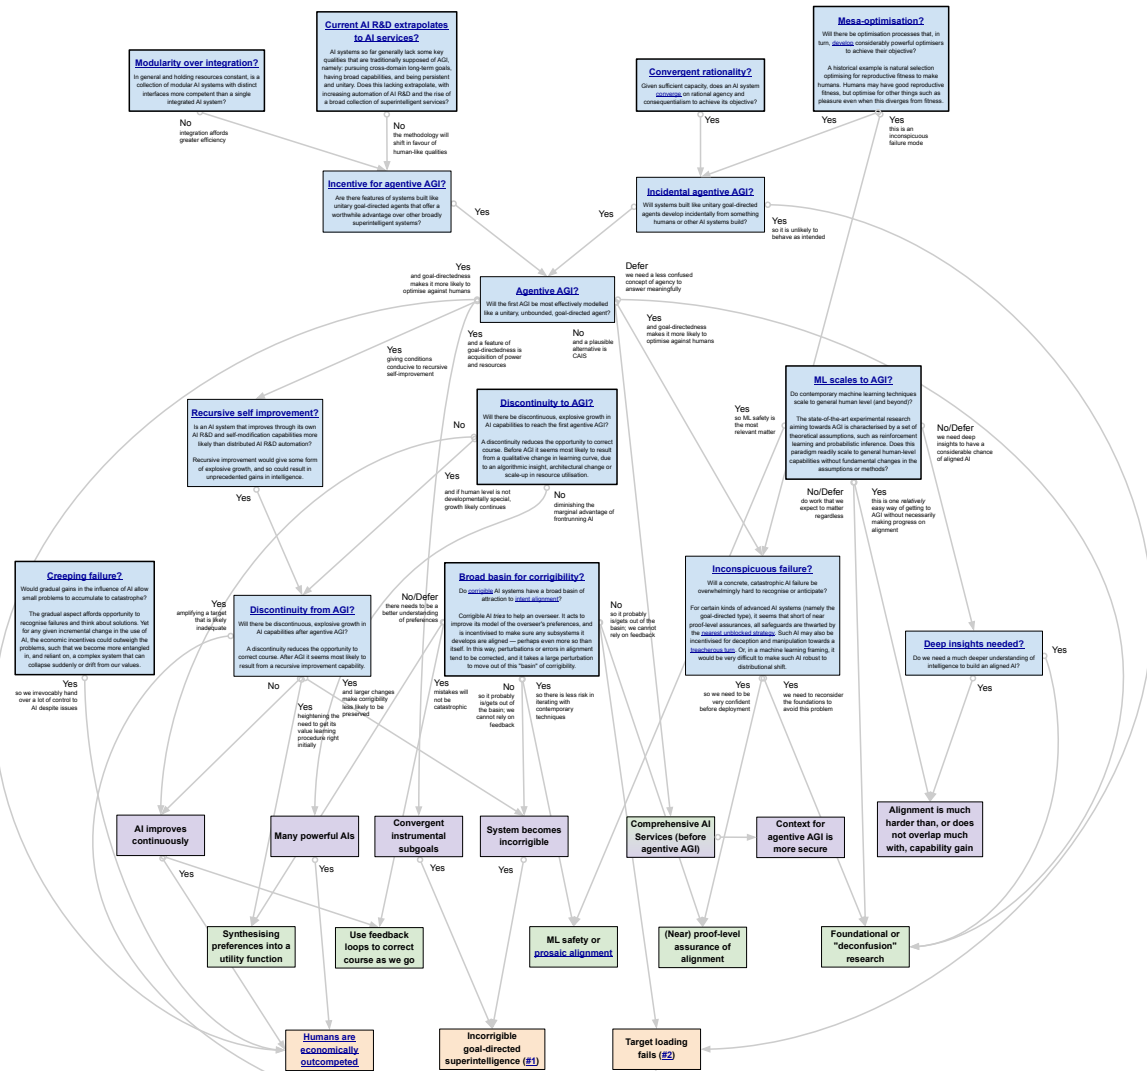 Modularity over integration?
In general and holding resources constant, is a
collection of modular AI systems with distinct
interfaces more competent than a single
integrated AI system?
Current AI R&D extrapolates
to AI services?
AI systems so far generally lack some key
qualities that are traditionally supposed of AGI,
namely: pursuing cross-domain long-term goals,
having broad capabilities, and being persistent
and unitary. Does this lacking extrapolate, with
increasing automation of AI R&D and the rise of
a broad collection of superintelligent services?
Convergent rationality?
Given sufficient capacity, does an AI system
converge on rational agency and
consequentialism to achieve its objective?
Mesa-optimisation?
Will there be optimisation processes that, in
turn, develop considerably powerful optimisers
to achieve their objective?
A historical example is natural selection
optimising for reproductive fitness to make
humans. Humans may have good reproductive
fitness, but optimise for other things such as
pleasure even when this diverges from fitness.
No
integration affords
greater efficiency
No
the methodology will
shift in favour of
human-like qualities
Yes
Yes
Yes
this is an
inconspicuous
failure mode
Incentive for agentive AGI?
Are there features of systems built like
unitary goal-directed agents that offer a
worthwhile advantage over other broadly
superintelligent systems?
Incidental agentive AGI?
Will systems built like unitary goal-directed
agents develop incidentally from something
humans or other AI systems build?
Yes
Yes
Yes
so it is unlikely to
behave as intended
Yes
and goal-directedness
makes it more likely to
optimise against humans
Agentive AGI?
Will the first AGI be most effectively modelled
like a unitary, unbounded, goal-directed agent?
Defer
we need a less confused
concept of agency to
answer meaningfully
Yes
giving conditions
conducive to recursive
self-improvement
Yes
and a feature of
goal-directedness is
acquisition of power
and resources
No
and a plausible
alternative is
CAIS
Yes
and goal-directedness
makes it more likely to
optimise against humans
Recursive self improvement?
Is an AI system that improves through its own
AI R&D and self-modification capabilities more
likely than distributed AI R&D automation?
Recursive improvement would give some form
of explosive growth, and so could result in
unprecedented gains in intelligence.
Discontinuity to AGI?
Will there be discontinuous, explosive growth in
AI capabilities to reach the first agentive AGI?
A discontinuity reduces the opportunity to correct
course. Before AGI it seems most likely to result
from a qualitative change in learning curve, due
to an algorithmic insight, architectural change or
scale-up in resource utilisation.
ML scales to AGI?
Do contemporary machine learning techniques
scale to general human level (and beyond)?
The state-of-the-art experimental research
aiming towards AGI is characterised by a set of
theoretical assumptions, such as reinforcement
learning and probabilistic inference. Does this
paradigm readily scale to general human-level
capabilities without fundamental changes in the
assumptions or methods?
Yes
No
Yes
and if human level is not
developmentally special,
growth likely continues
No
diminishing the
marginal advantage of
frontrunning AI
Yes
so ML safety is
the most
relevant matter
No/Defer
we need deep
insights to have a
considerable chance
of aligned AI
No/Defer
do work that we
expect to matter
regardless
Yes
this is one relatively
easy way of getting to
AGI without necessarily
making progress on
alignment
Creeping failure?
Would gradual gains in the influence of AI allow
small problems to accumulate to catastrophe?
The gradual aspect affords opportunity to
recognise failures and think about solutions. Yet
for any given incremental change in the use of
AI, the economic incentives could outweigh the
problems, such that we become more entangled
in, and reliant on, a complex system that can
collapse suddenly or drift from our values.
Yes
amplifying a target
that is likely
inadequate
Discontinuity from AGI?
Will there be discontinuous, explosive growth in
AI capabilities after agentive AGI?
A discontinuity reduces the opportunity to
correct course. After AGI it seems most likely to
result from a recursive improvement capability.
No/Defer
there needs to be a
better understanding
of preferences
Broad basin for corrigibility?
Do corrigible AI systems have a broad basin of
attraction to intent alignment?
Corrigible AI tries to help an overseer. It acts to
improve its model of the overseer's preferences, and
is incentivised to make sure any subsystems it
develops are aligned — perhaps even more so than
itself. In this way, perturbations or errors in alignment
tend to be corrected, and it takes a large perturbation
to move out of this "basin" of corrigibility.
No
so it probably
is/gets out of the
basin; we cannot
rely on feedback
Inconspicuous failure?
Will a concrete, catastrophic AI failure be
overwhelmingly hard to recognise or anticipate?
For certain kinds of advanced AI systems (namely the
goal-directed type), it seems that short of near
proof-level assurances, all safeguards are thwarted by
the nearest unblocked strategy. Such AI may also be
incentivised for deception and manipulation towards a
treacherous turn. Or, in a machine learning framing, it
would be very difficult to make such AI robust to
distributional shift.
Deep insights needed?
Do we need a much deeper understanding of
intelligence to build an aligned AI?
Yes
Yes
Yes
so we irrevocably hand
over a lot of control to
AI despite issues
No
Yes
heightening the
need to get its
value learning
procedure right
initially
Yes
and larger changes
make corrigibility
less likely to be
preserved
Yes
mistakes will
not be
catastrophic
No
so it probably
is/gets out of
the basin; we
cannot rely on
feedback
Yes
so there is less risk in
iterating with
contemporary
techniques
Yes
so we need to be
very confident
before deployment
Yes
we need to reconsider
the foundations to
avoid this problem
AI improves
continuously
Many powerful AIs
Convergent
instrumental
subgoals
System becomes
incorrigible
Comprehensive AI
Services (before
agentive AGI)
Context for
agentive AGI is
more secure
Alignment is much
harder than, or does
not overlap much
with, capability gain
Yes
Yes
Yes
Yes
Synthesising
preferences into a
utility function
Use feedback
loops to correct
course as we go
ML safety or
prosaic alignment
(Near) proof-level
assurance of
alignment
Foundational or
"deconfusion"
research
Humans are
economically
outcompeted
Incorrigible
goal-directed
superintelligence (#1)
Target loading
fails (#2)